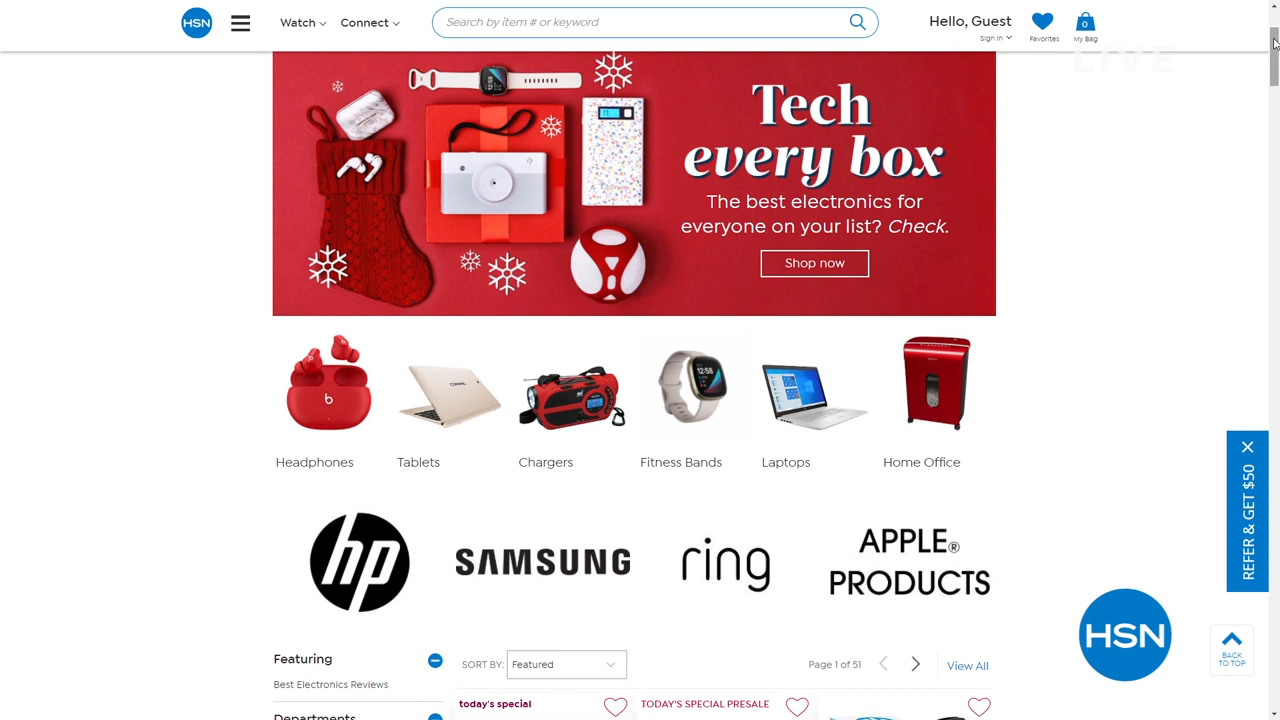 HSN
Watch
Connect
Search by item # or keyword
Hello, Guest
Sign In
Favorites
0
My Bag
LIVE
Tech
every box
The best electronics for
everyone on your list? Check.
Shop now
Headphones
Tablets
Chargers
Fitness Bands
Laptops
Home Office
hp
SAMSUNG
ring
APPLE®
PRODUCTS
REFER & GET $50
HSN
BACK
TO TOP
Featuring
Best Electronics Reviews
Departments
SORT BY: Featured
Page 1 of 51
View All
today's special
TODAY'S SPECIAL PRESALE